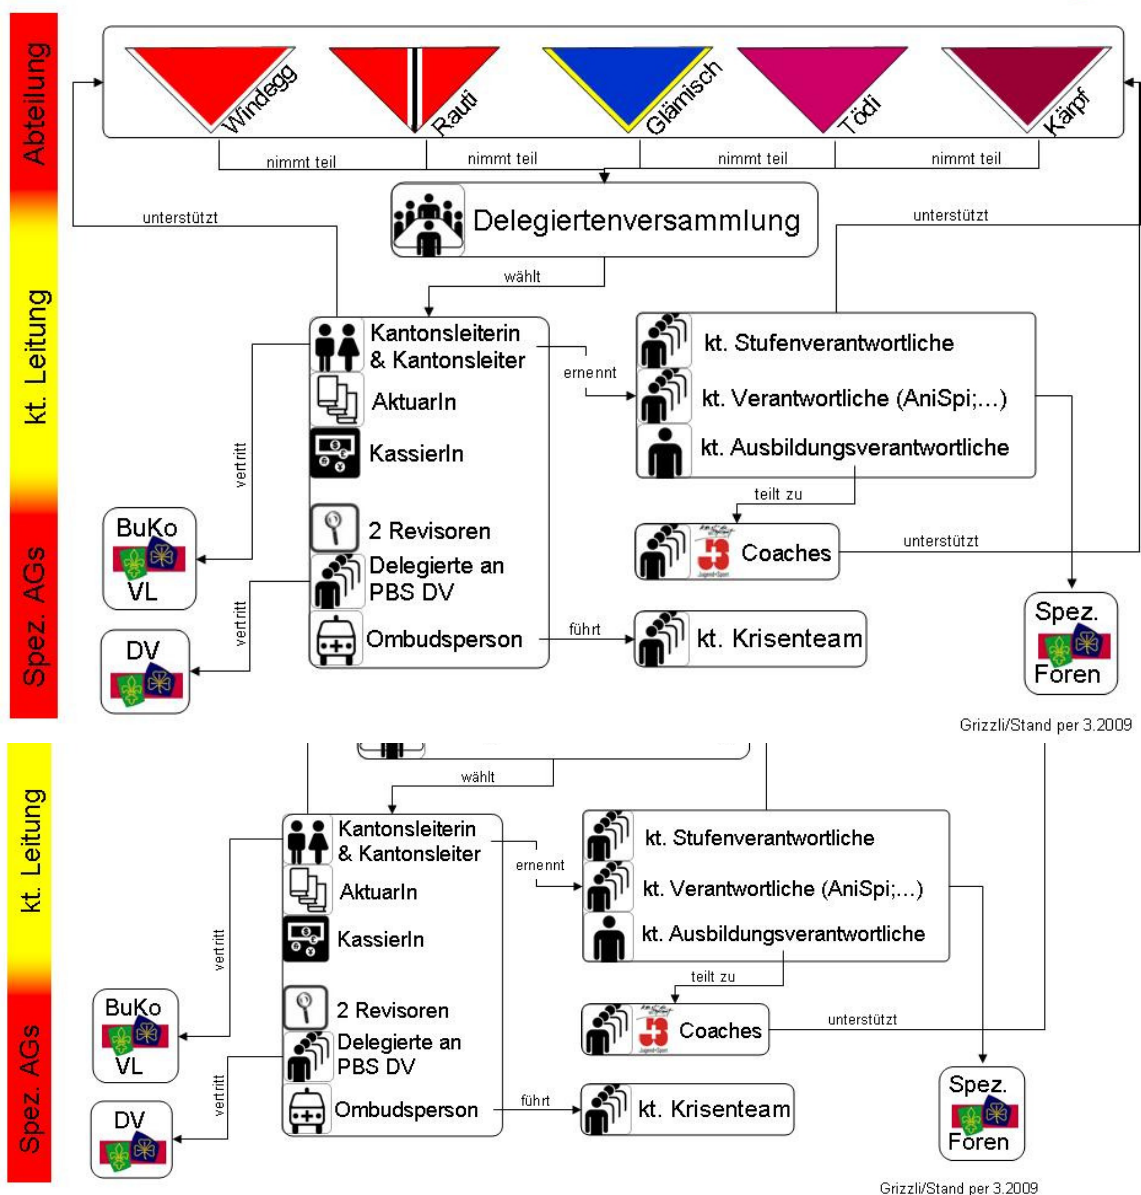 Abteilung
Windegg
Rauti
Glämisch
Tödi
Kärpf
nimmt teil
nimmt teil
nimmt teil
nimmt teil
unterstützt
Delegiertenversammlung
unterstützt
wählt
kt. Leitung
Kantonsleiterin
& Kantonsleiter
ernennt
kt. Stufenverantwortliche
AktuarIn
kt. Verantwortliche (AniSpi;...)
KassierIn
kt. Ausbildungsverantwortliche
vertritt
teilt zu
BuKo
VL
2 Revisoren
Coaches
unterstützt
Jugend+Sport
Delegierte an
PBS DV
vertritt
Spez. AGs
Ombudsperson
führt
kt. Krisenteam
Spez.
Foren
DV
Grizzli/Stand per 3.2009
kt. Leitung
wählt
Kantonsleiterin
& Kantonsleiter
ernennt
kt. Stufenverantwortliche
AktuarIn
kt. Verantwortliche (AniSpi;...)
KassierIn
kt. Ausbildungsverantwortliche
vertritt
teilt zu
BuKo
VL
2 Revisoren
Coaches
unterstützt
Jugend+Sport
Delegierte an
PBS DV
vertritt
Spez. AGs
Ombudsperson
führt
kt. Krisenteam
Spez.
Foren
DV
Grizzli/Stand per 3.2009